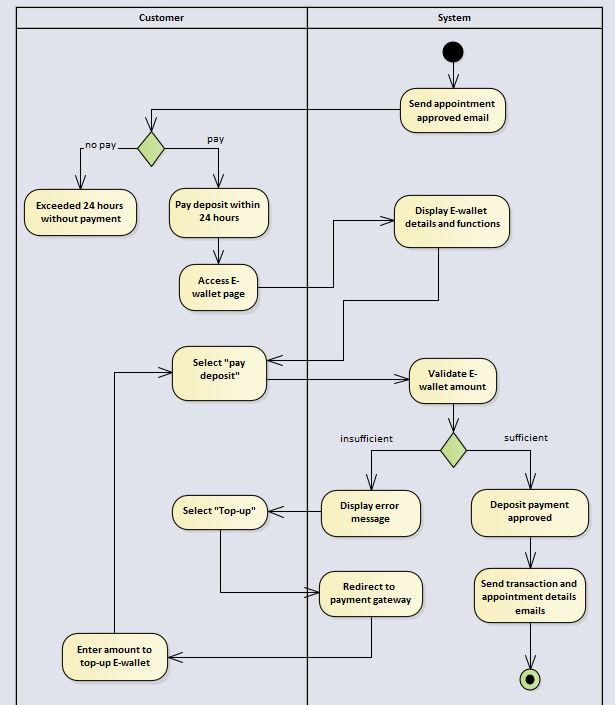 Customer
System
Send appointment
approved email
no pay
pay
Exceeded 24 hours
without payment
Pay deposit within
24 hours
Display E-wallet
details and functions
Access E-
wallet page
Select "pay
deposit"
Validate E-
wallet amount
insufficient
sufficient
Select "Top-up"
Display error
message
Deposit payment
approved
Redirect to
payment gateway
Send transaction and
appointment details
emails
Enter amount to
top-up E-wallet